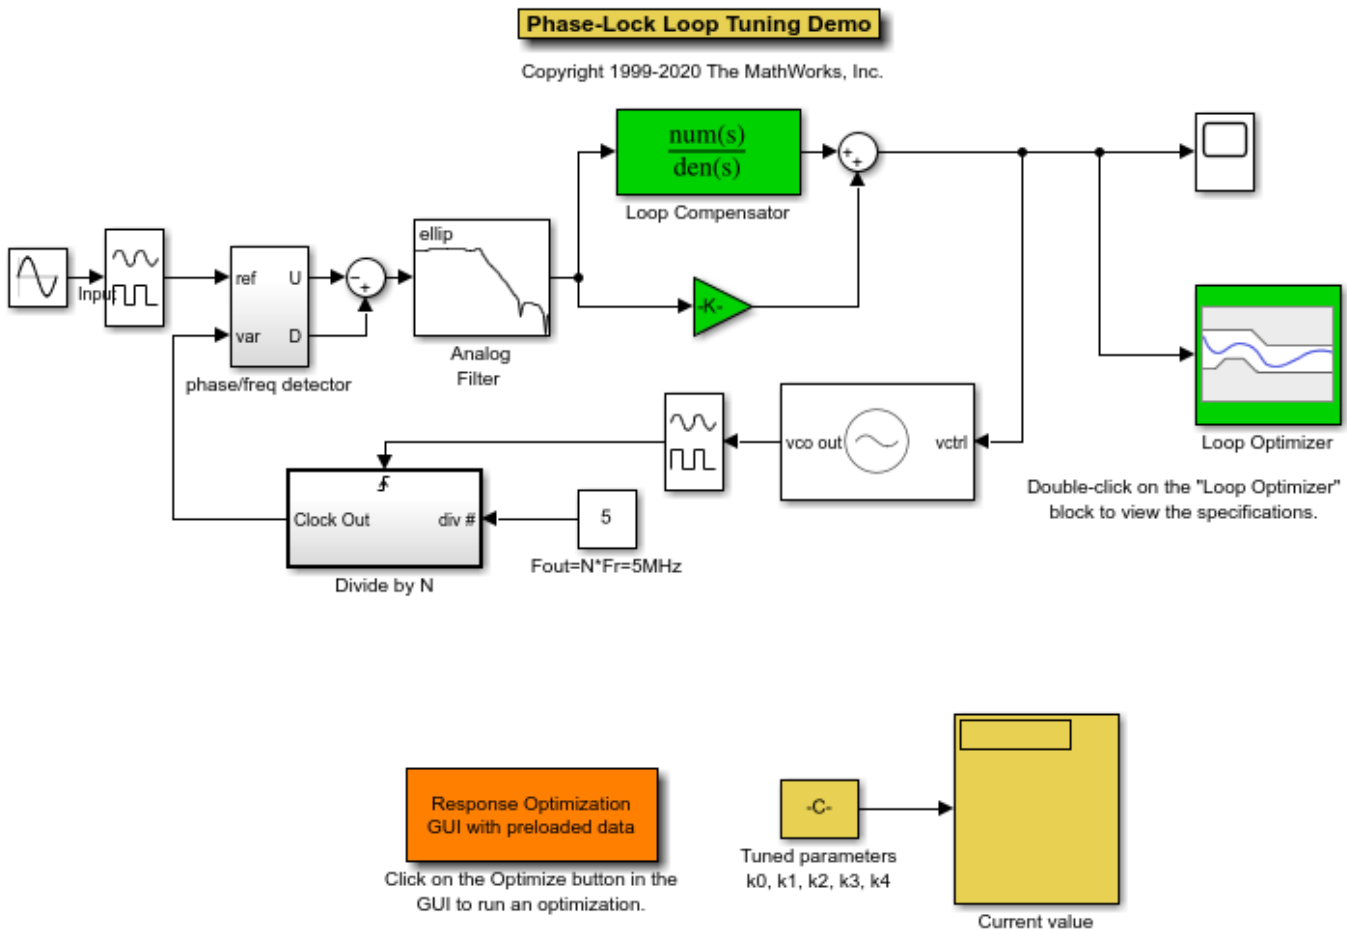 Phase-Lock Loop Tuning Demo
Copyright 1999-2020 The MathWorks, Inc.
num(s)
den(s)
Loop Compensator
+
+
Input
ref
U
var
D
phase/freq detector
−
+
ellip
Analog
Filter
-K-
Loop Optimizer
Double-click on the "Loop Optimizer"
block to view the specifications.
vco out
vctrl
Clock Out
div #
Divide by N
5
Fout=N*Fr=5MHz
Response Optimization
GUI with preloaded data
Click on the Optimize button in the
GUI to run an optimization.
-C-
Tuned parameters
k0, k1, k2, k3, k4
Current value